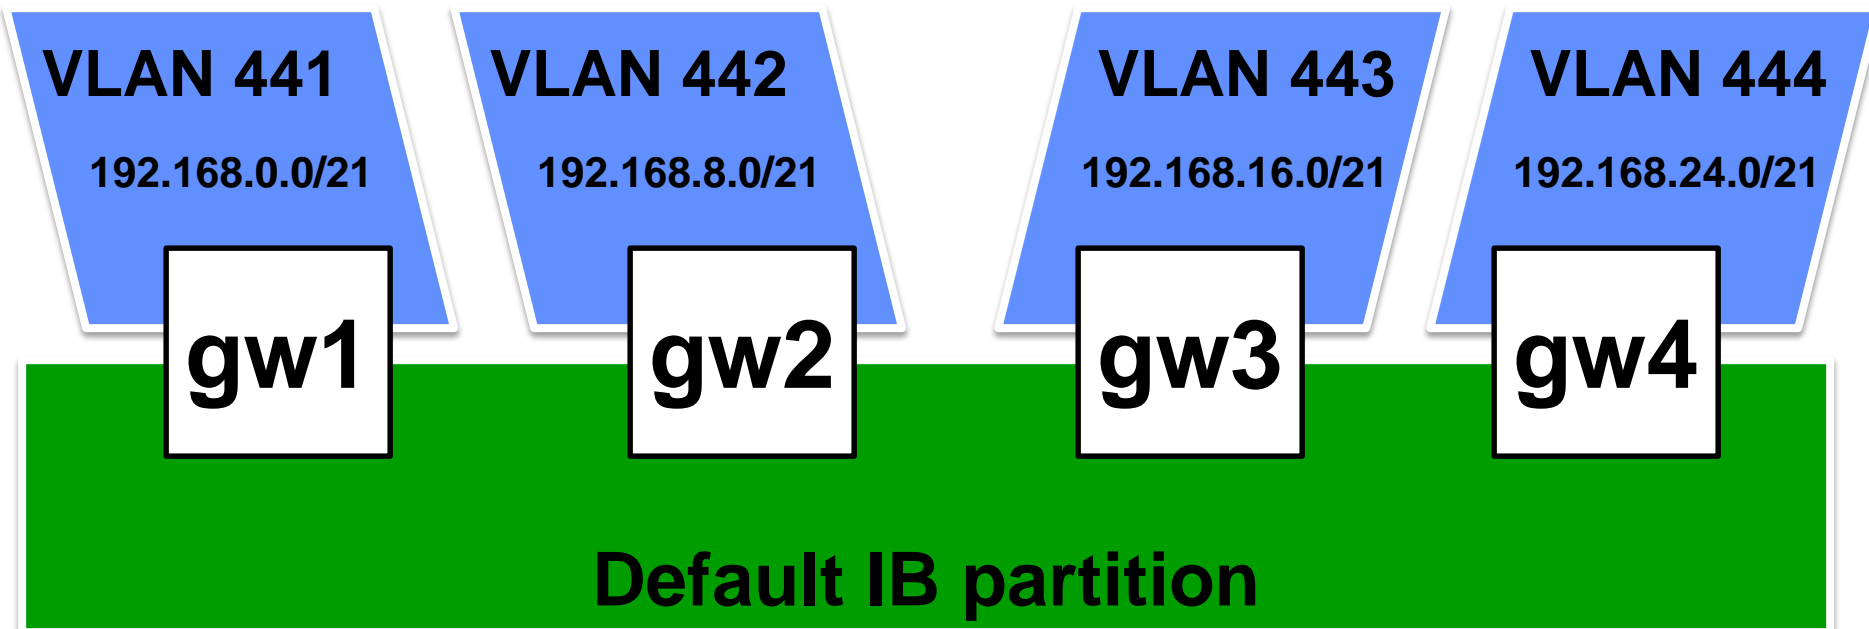 VLAN 441
192.168.0.0/21
gw1
VLAN 442
192.168.8.0/21
gw2
VLAN 443
192.168.16.0/21
gw3
VLAN 444
192.168.24.0/21
gw4
Default IB partition